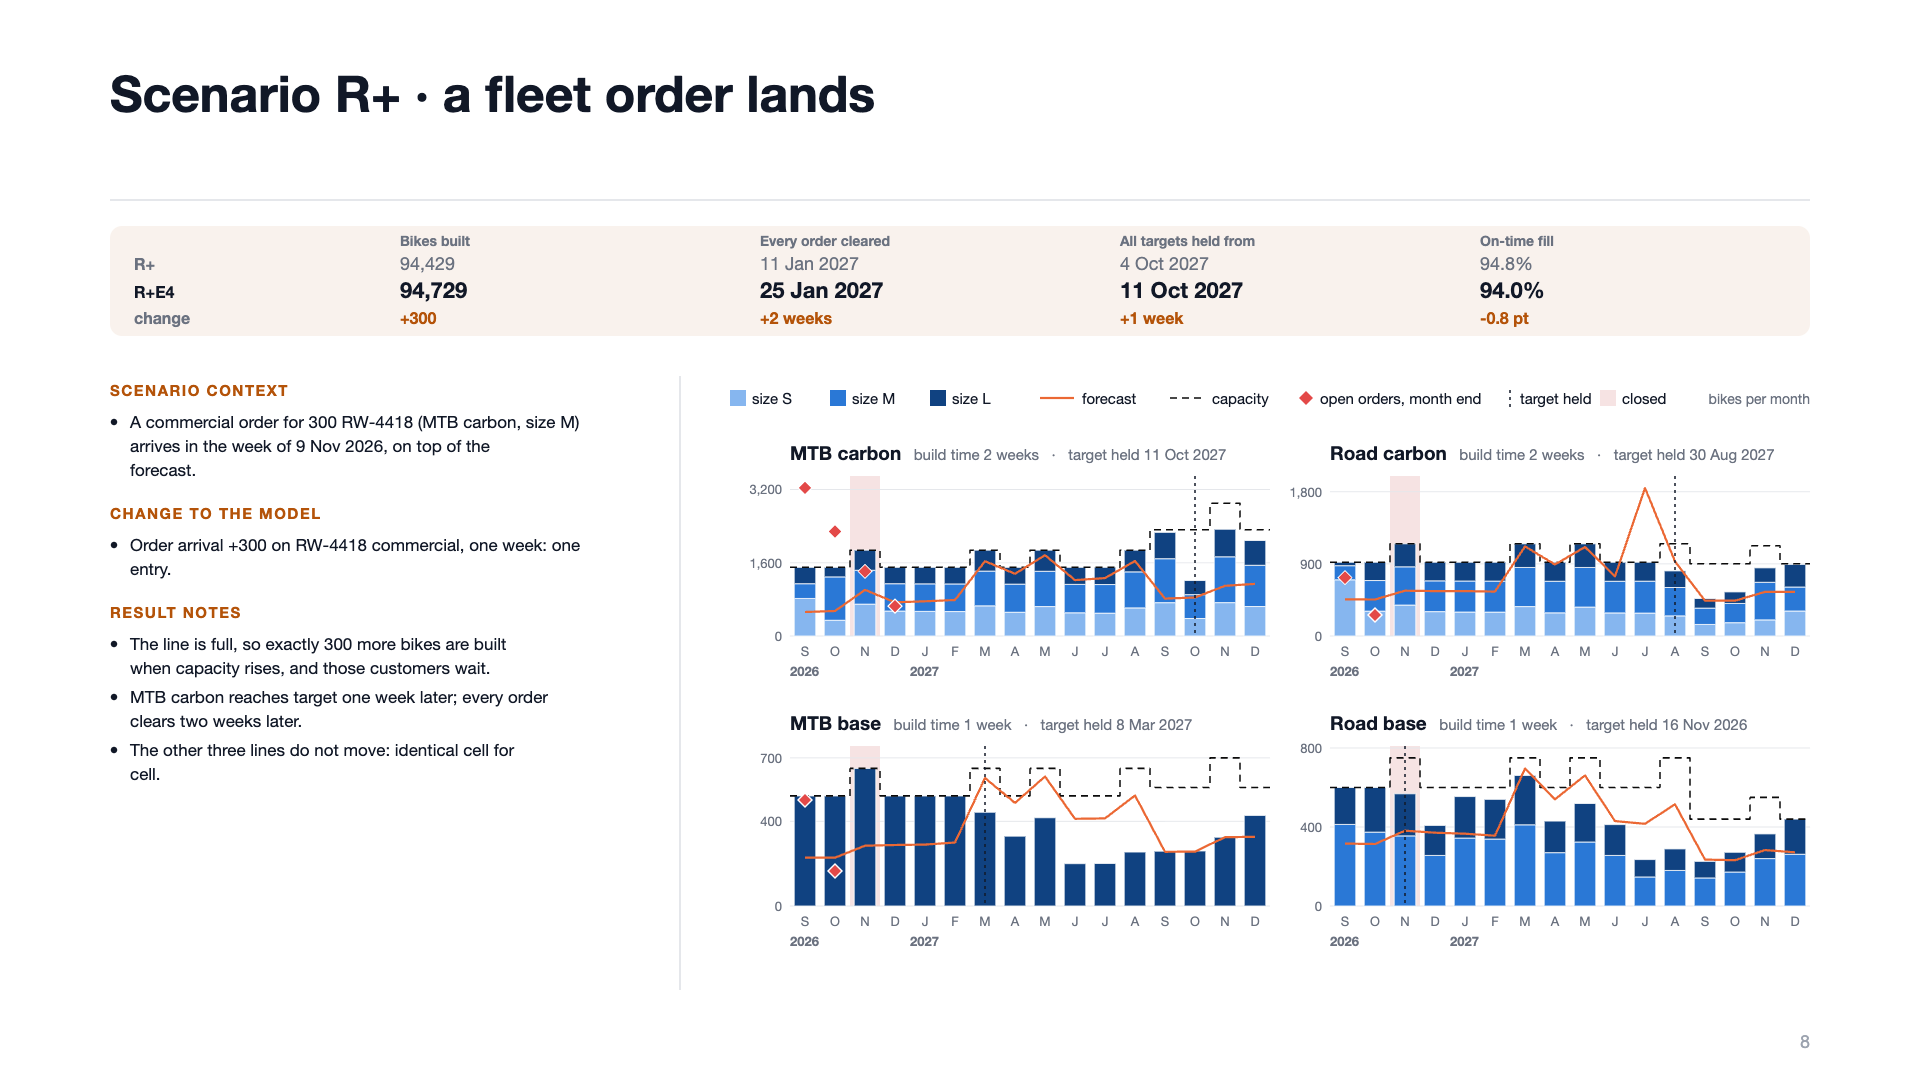 Scenario R+ · a fleet order lands
Bikes built Every order cleared All targets held from On-time fill
R+ 94,429 11 Jan 2027 4 Oct 2027 94.8%
R+E4 94,729 25 Jan 2027 11 Oct 2027 94.0%
change +300 +2 weeks +1 week -0.8 pt
SCENARIO CONTEXT
• A commercial order for 300 RW-4418 (MTB carbon, size M)
arrives in the week of 9 Nov 2026, on top of the
forecast.
CHANGE TO THE MODEL
• Order arrival +300 on RW-4418 commercial, one week: one
entry.
RESULT NOTES
• The line is full, so exactly 300 more bikes are built
when capacity rises, and those customers wait.
• MTB carbon reaches target one week later; every order
clears two weeks later.
• The other three lines do not move: identical cell for
cell.
size S size M size L forecast capacity open orders, month end target held closed bikes per month
MTB carbon build time 2 weeks · target held 11 Oct 2027
3,200
1,600
0
S O N D J F M A M J J A S O N D
2026 2027
Road carbon build time 2 weeks · target held 30 Aug 2027
1,800
900
0
S O N D J F M A M J J A S O N D
2026 2027
MTB base build time 1 week · target held 8 Mar 2027
700
400
0
S O N D J F M A M J J A S O N D
2026 2027
Road base build time 1 week · target held 16 Nov 2026
800
400
0
S O N D J F M A M J J A S O N D
2026 2027
8